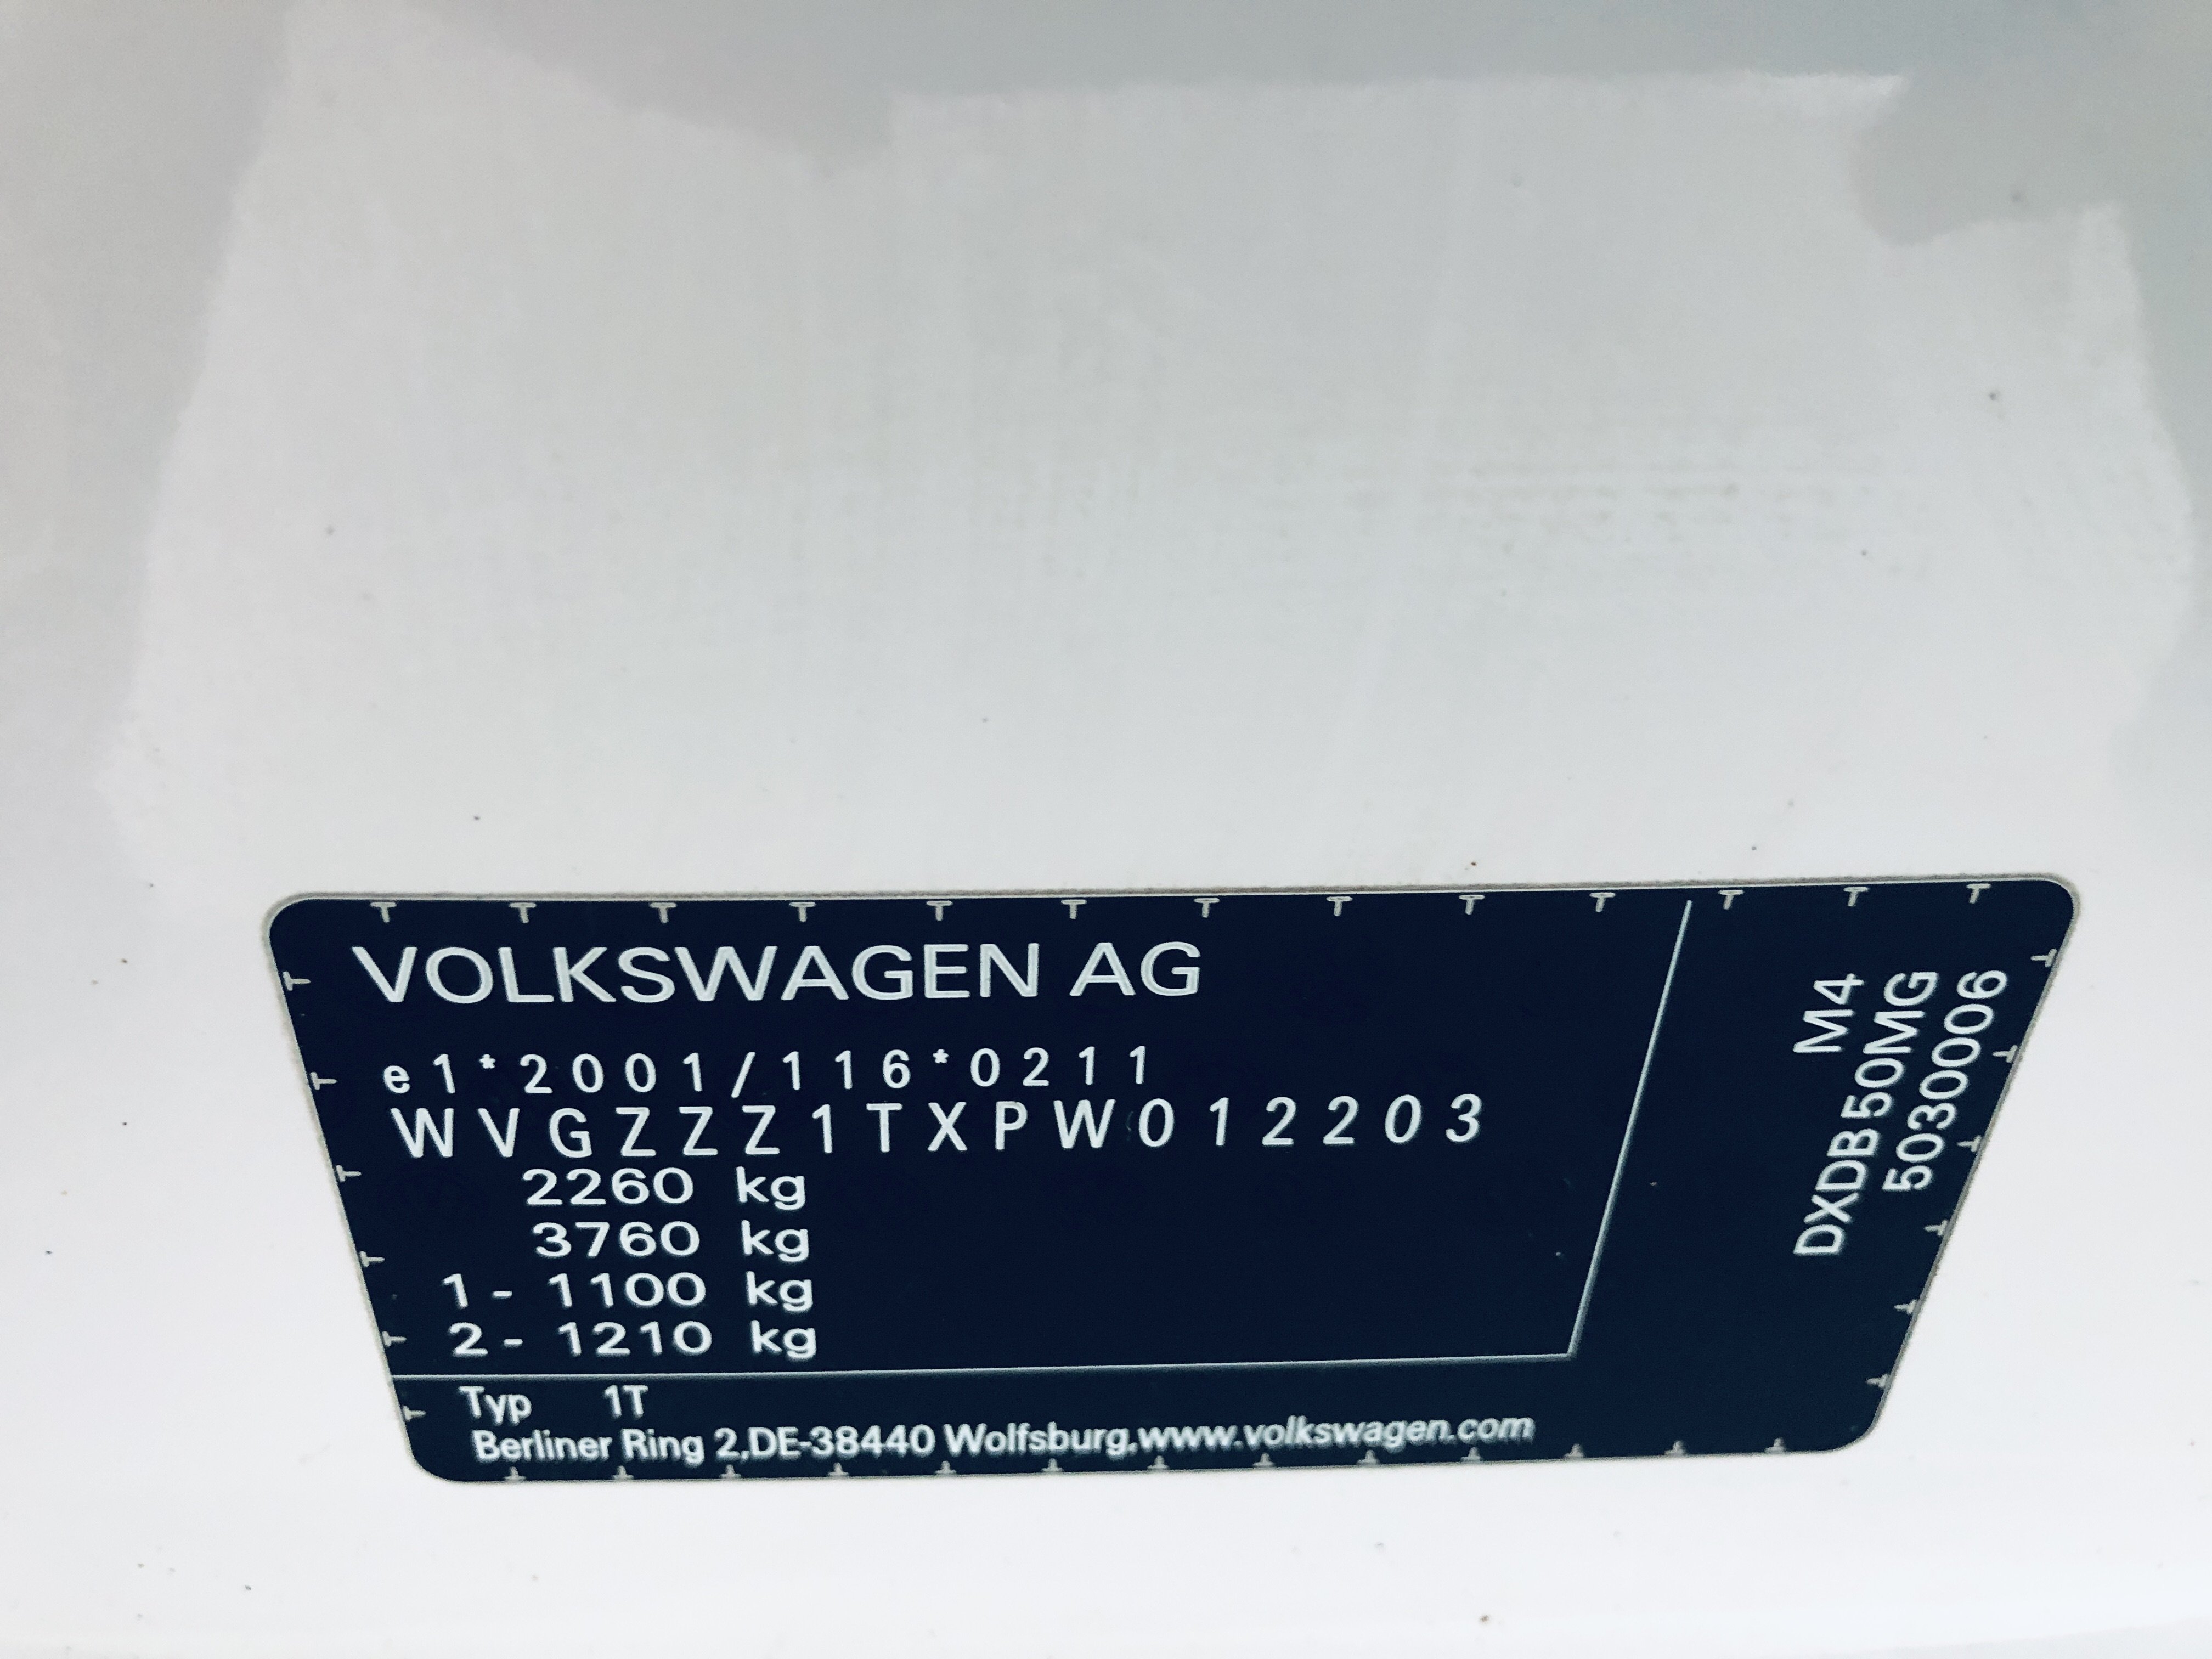 VOLKSWAGEN AG
e1*2001/116*0211
WVGZZZ1TXPW012203
2260 kg
3760 kg
1- 1100 kg
2- 1210 kg
Typ 1T
Berliner Ring 2,DE-38440 Wolfsburg.www.volkswagen.com
M4
DXDB50MG
5030006